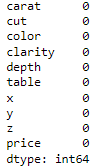 carat 0
cut 0
color 0
clarity 0
depth 0
table 0
x 0
y 0
z 0
price 0
dtype: int64